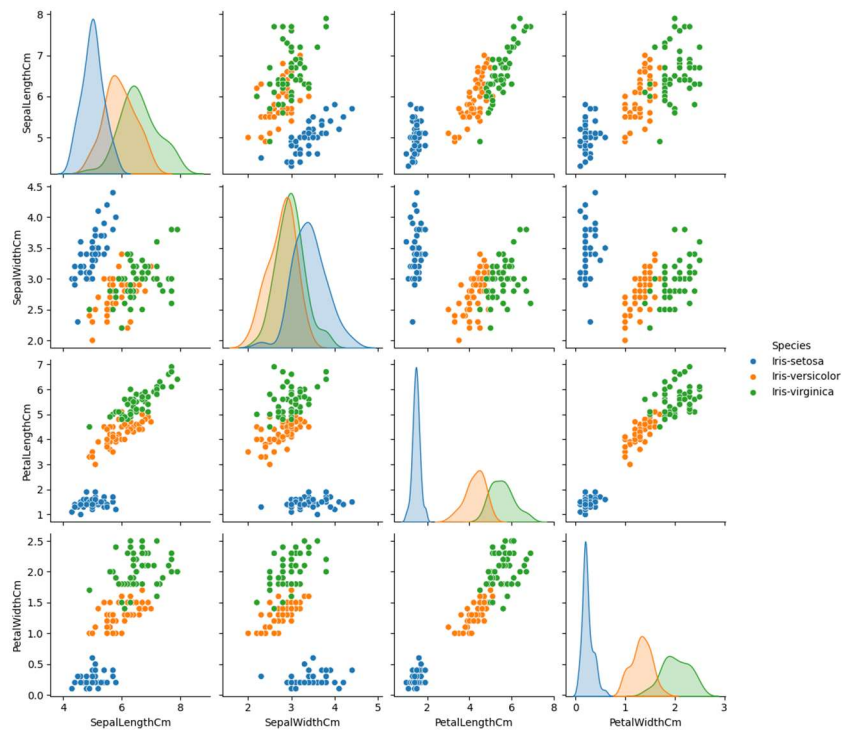 8
7
6
5
SepalLengthCm
4.5
4.0
3.5
3.0
2.5
2.0
SepalWidthCm
Species
Iris-setosa
Iris-versicolor
Iris-virginica
7
6
5
4
3
2
1
PetalLengthCm
2.5
2.0
1.5
1.0
0.5
0.0
PetalWidthCm
4 6 8 2 3 4 5 2 4 6 8 0 1 2 3
SepalLengthCm SepalWidthCm PetalLengthCm PetalWidthCm